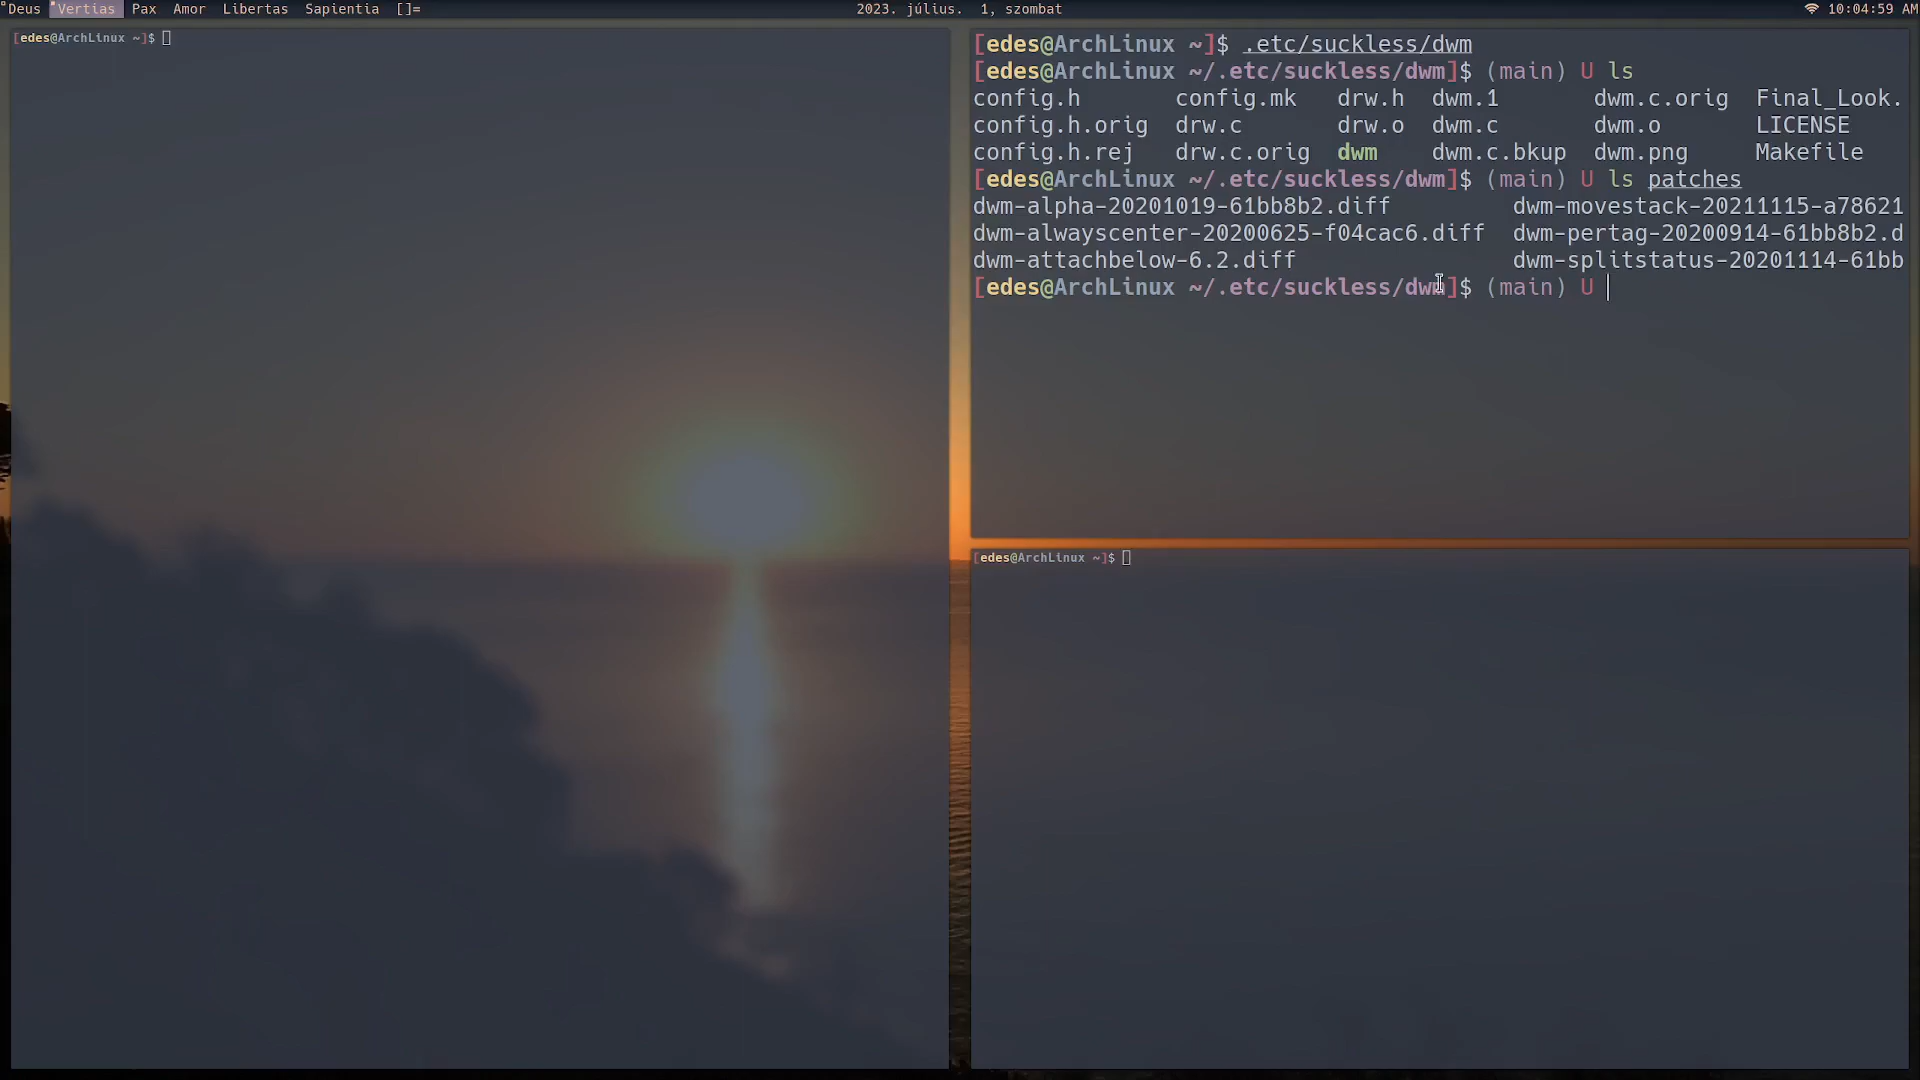 Deus Vertias Pax Amor Libertas Sapientia []= 2023. július. 1, szombat 10:04:59 AM
[edes@ArchLinux ~]$
[edes@ArchLinux ~]$ .etc/suckless/dwm
[edes@ArchLinux ~/.etc/suckless/dwm]$ (main) U ls
config.h config.mk drw.h dwm.1 dwm.c.orig Final_Look.
config.h.orig drw.c drw.o dwm.c dwm.o LICENSE
config.h.rej drw.c.orig dwm dwm.c.bkup dwm.png Makefile
[edes@ArchLinux ~/.etc/suckless/dwm]$ (main) U ls patches
dwm-alpha-20201019-61bb8b2.diff dwm-movestack-20211115-a78621
dwm-alwayscenter-20200625-f04cac6.diff dwm-pertag-20200914-61bb8b2.d
dwm-attachbelow-6.2.diff dwm-splitstatus-20201114-61bb
[edes@ArchLinux ~/.etc/suckless/dwm]$ (main) U
[edes@ArchLinux ~]$